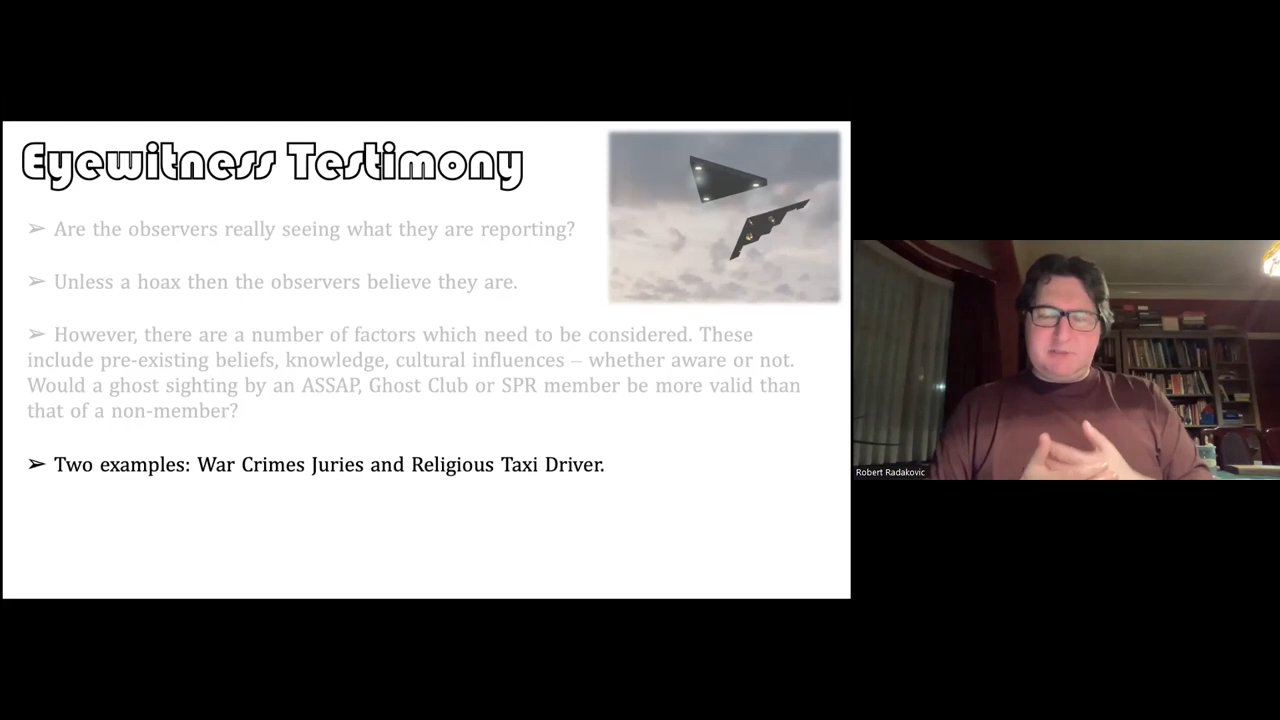 Eyewitness Testimony
➢ Are the observers really seeing what they are reporting?
➢ Unless a hoax then the observers believe they are.
➢ However, there are a number of factors which need to be considered. These
include pre-existing beliefs, knowledge, cultural influences – whether aware or not.
Would a ghost sighting by an ASSAP, Ghost Club or SPR member be more valid than
that of a non-member?
➢ Two examples: War Crimes Juries and Religious Taxi Driver.
Robert Radakovic